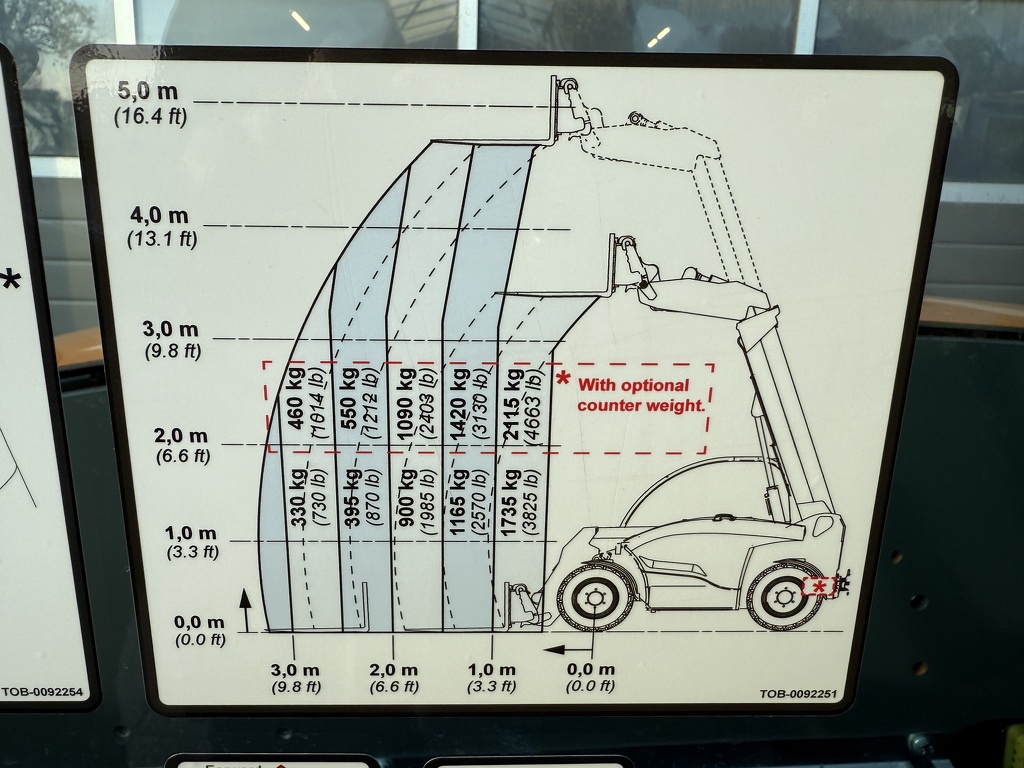 5,0 m
(16.4 ft)
4,0 m
(13.1 ft)
3,0 m
(9.8 ft)
2,0 m
(6.6 ft)
1,0 m
(3.3 ft)
0,0 m
(0.0 ft)
460 kg
(1014 lb)
550 kg
(1212 lb)
1090 kg
(2403 lb)
1420 kg
(3130 lb)
2115 kg
(4663 lb)
* With optional
counter weight.
330 kg
(730 lb)
395 kg
(870 lb)
900 kg
(1985 lb)
1165 kg
(2570 lb)
1735 kg
(3825 lb)
*
*
3,0 m
(9.8 ft)
2,0 m
(6.6 ft)
1,0 m
(3.3 ft)
0,0 m
(0.0 ft)
TOB-0092254
TOB-0092251